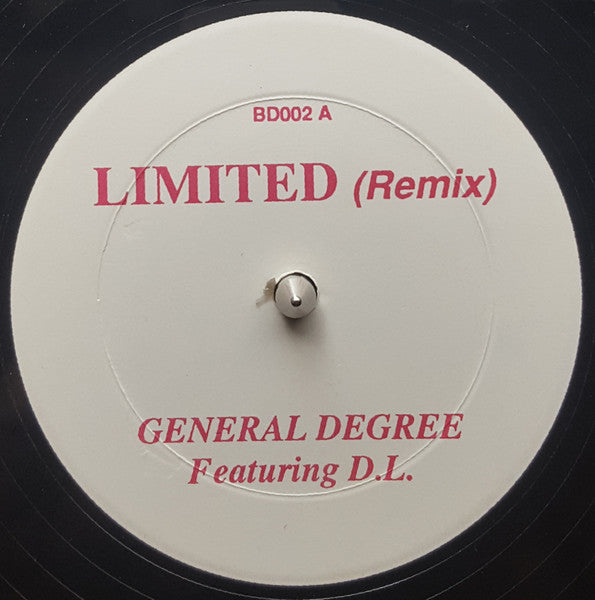 BD002 A
LIMITED (Remix)
GENERAL DEGREE
Featuring D.L.